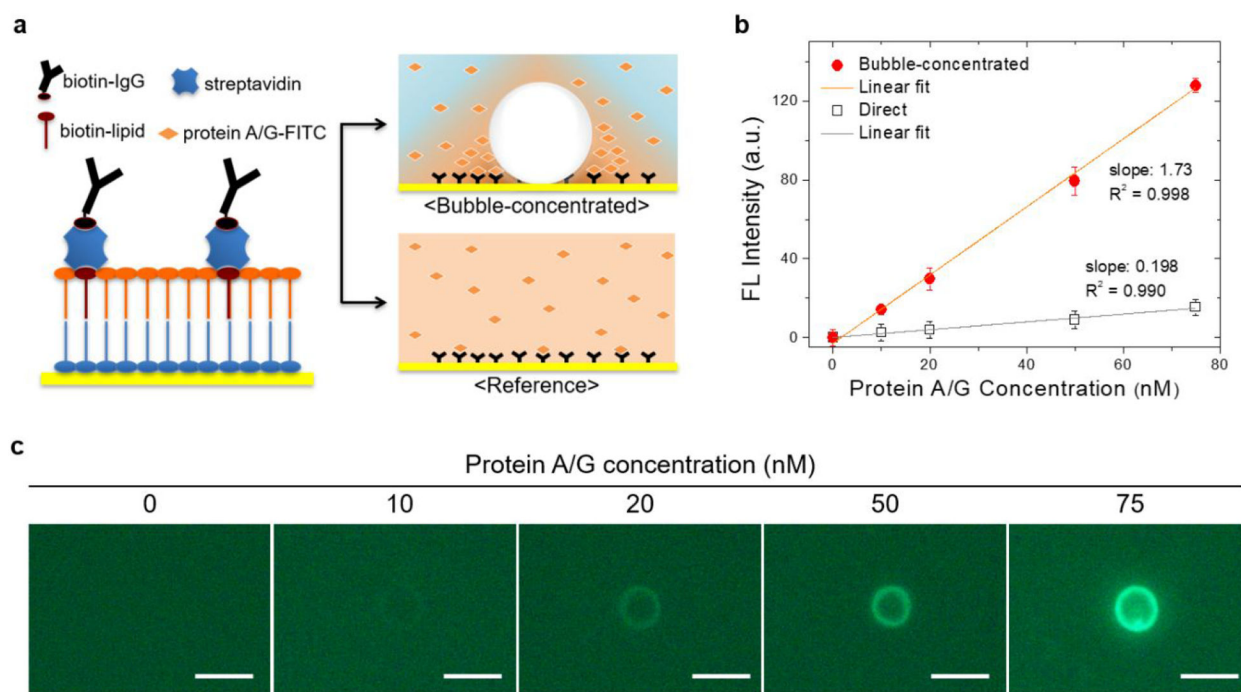 a
biotin-IgG
streptavidin
biotin-lipid
protein A/G-FITC
<Bubble-concentrated>
<Reference>
b
FL Intensity (a.u.)
120
80
40
0
Bubble-concentrated
Linear fit
Direct
Linear fit
slope: 1.73
R² = 0.998
slope: 0.198
R² = 0.990
0 20 40 60 80
Protein A/G Concentration (nM)
c
Protein A/G concentration (nM)
0 10 20 50 75